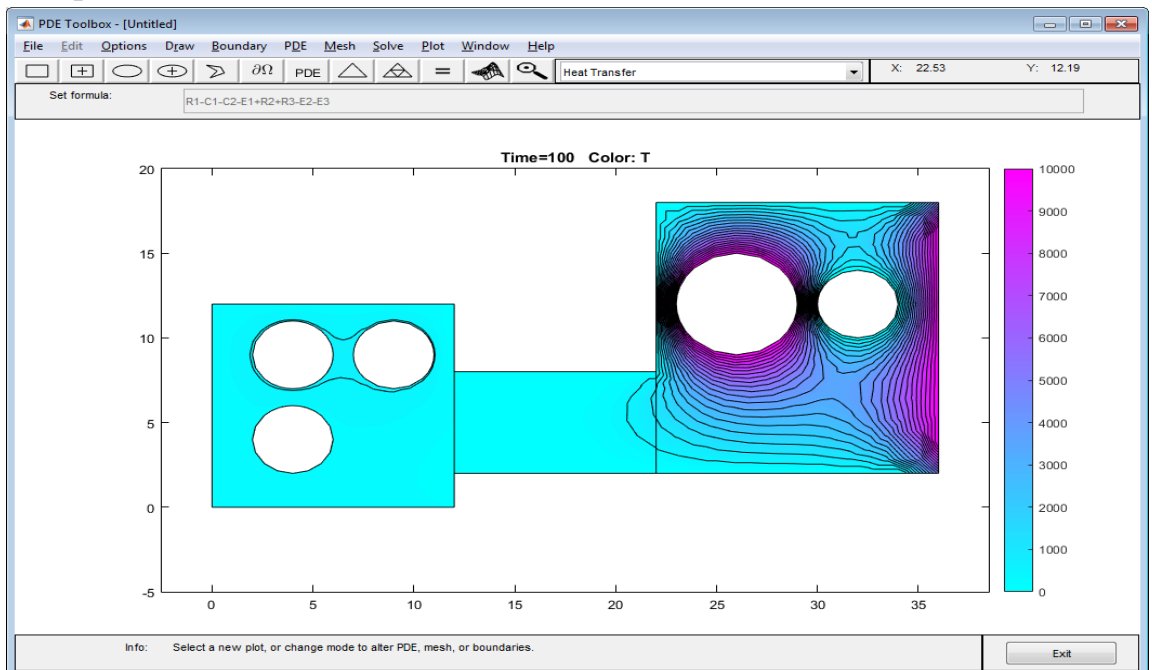 PDE Toolbox - [Untitled]
File Edit Options Draw Boundary PDE Mesh Solve Plot Window Help
∂Ω PDE = Heat Transfer X: 22.53 Y: 12.19
Set formula: R1-C1-C2-E1+R2+R3-E2-E3
Time=100 Color: T
20
15
10
5
0
-5
0 5 10 15 20 25 30 35
10000
9000
8000
7000
6000
5000
4000
3000
2000
1000
0
Info: Select a new plot, or change mode to alter PDE, mesh, or boundaries.
Exit